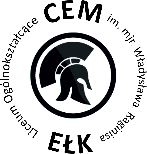 CEM
Liceum Ogólnokształcące
im. mjr. Władysława Raginisa
EŁK